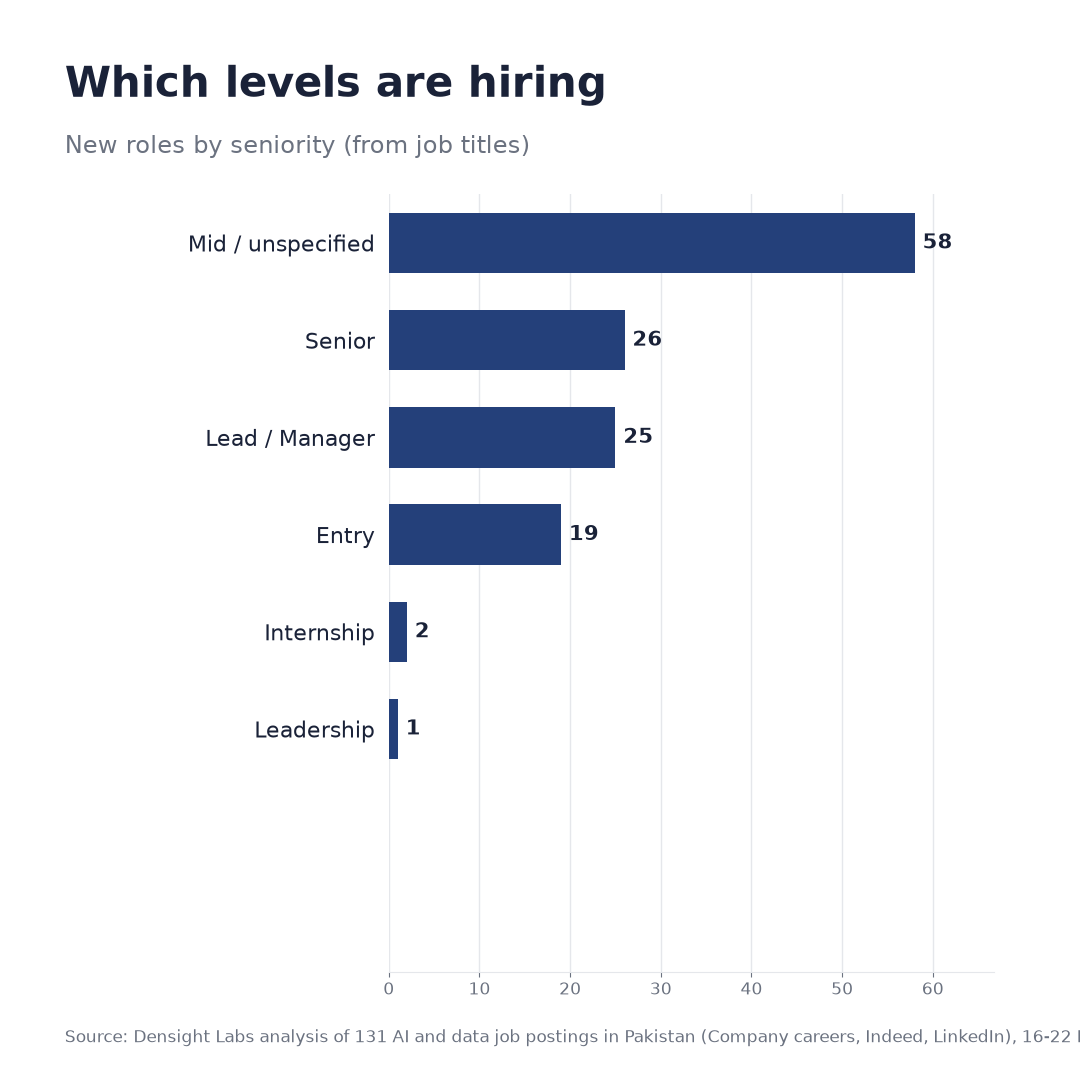 Which levels are hiring
New roles by seniority (from job titles)
Mid / unspecified 58
Senior 26
Lead / Manager 25
Entry 19
Internship 2
Leadership 1
0 10 20 30 40 50 60
Source: Densight Labs analysis of 131 AI and data job postings in Pakistan (Company careers, Indeed, LinkedIn), 16-22